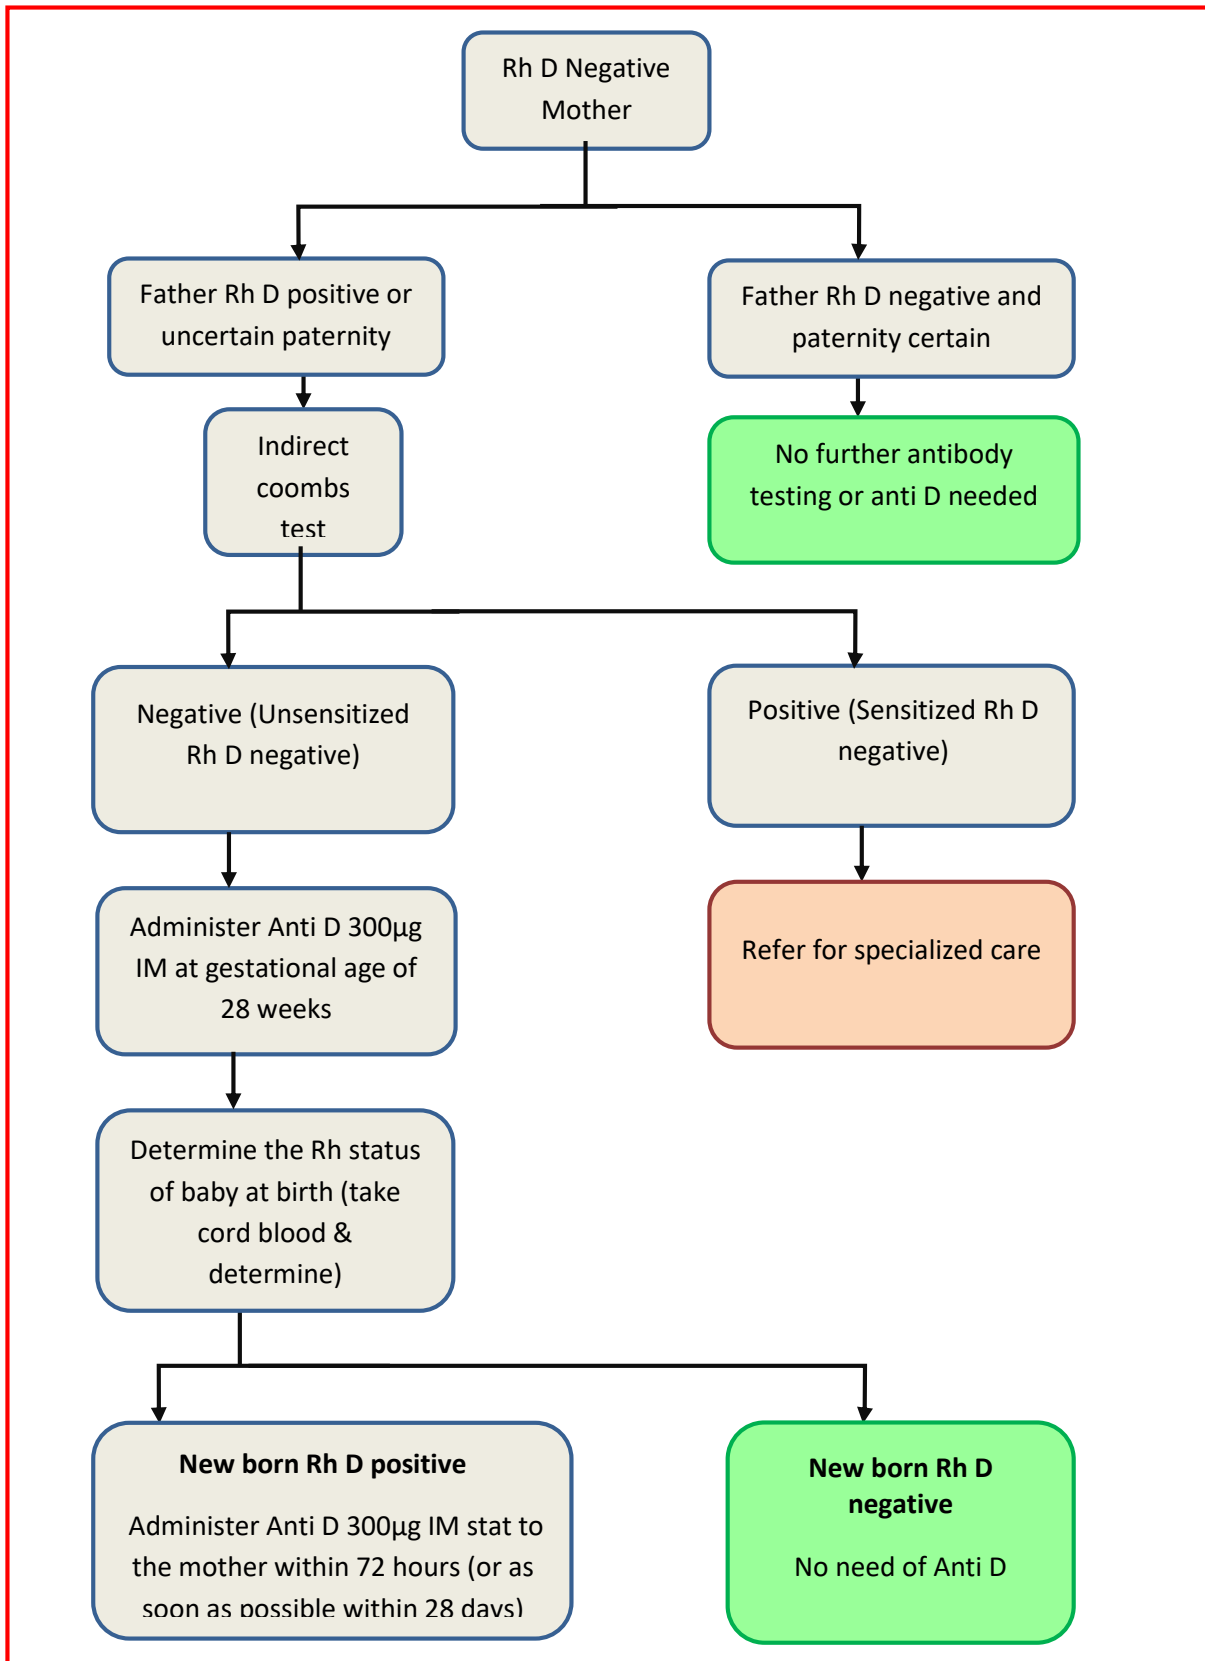 Rh D Negative
Mother
Father Rh D positive or
uncertain paternity
Father Rh D negative and
paternity certain
Indirect
coombs
test
No further antibody
testing or anti D needed
Negative (Unsensitized
Rh D negative)
Positive (Sensitized Rh D
negative)
Administer Anti D 300µg
IM at gestational age of
28 weeks
Refer for specialized care
Determine the Rh status
of baby at birth (take
cord blood &
determine)
New born Rh D positive
Administer Anti D 300µg IM stat to
the mother within 72 hours (or as
soon as possible within 28 days)
New born Rh D
negative
No need of Anti D